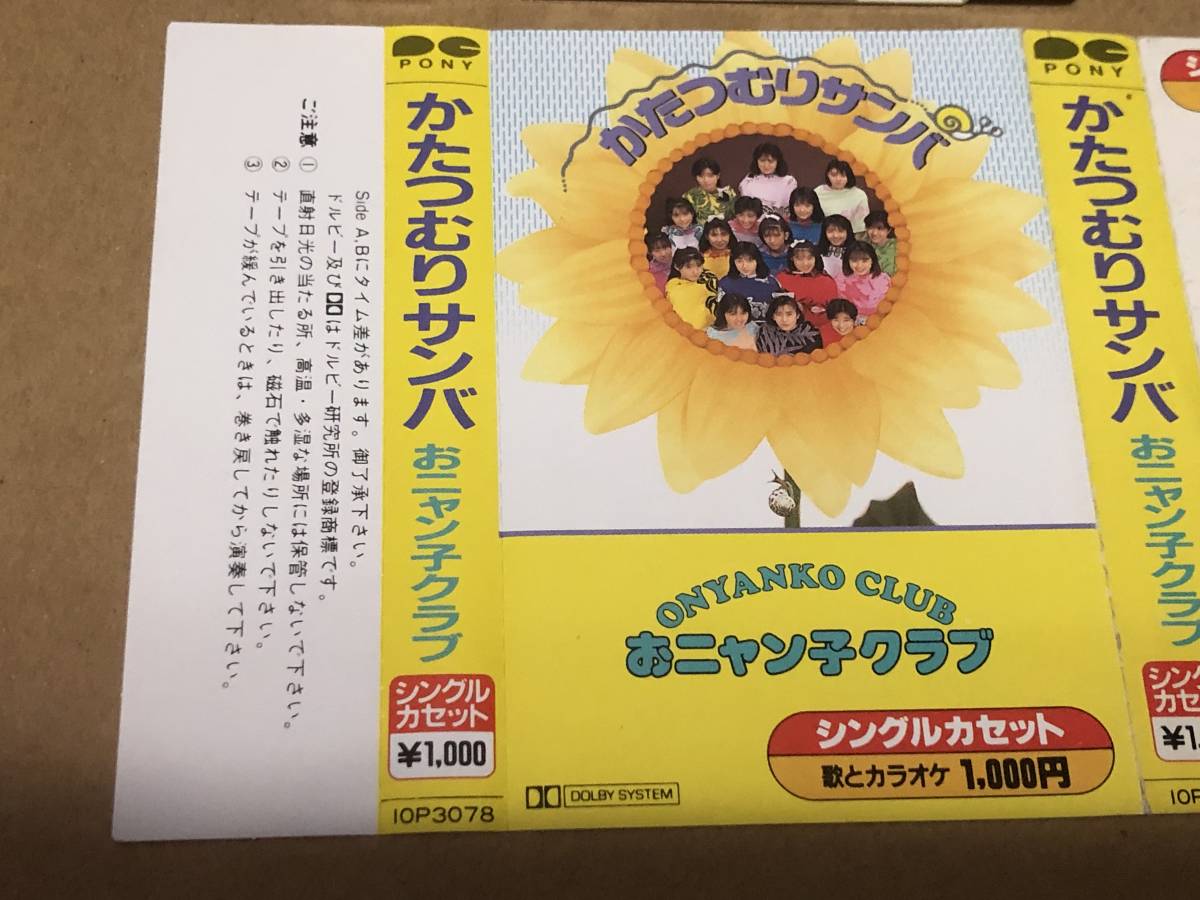 Side A,Bにタイム差があります。御了承下さい。
ドルビー及びはドルビー研究所の登録商標です。
ご注意 ① 直射日光の当たる所、高温・多湿な場所には保管しないで下さい。
② テープを引き出したり、磁石で触れたりしないで下さい。
③ テープが緩んでいるときは、巻き戻してから演奏して下さい。
PONY
かたつむりサンバ
おニャン子クラブ
シングル
カセット
¥1,000
10P3078
かたつむりサンバ
ONYANKO CLUB
おニャン子クラブ
シングルカセット
歌とカラオケ 1,000円
DOLBY SYSTEM
PONY
かたつむりサンバ
おニャン子クラブ